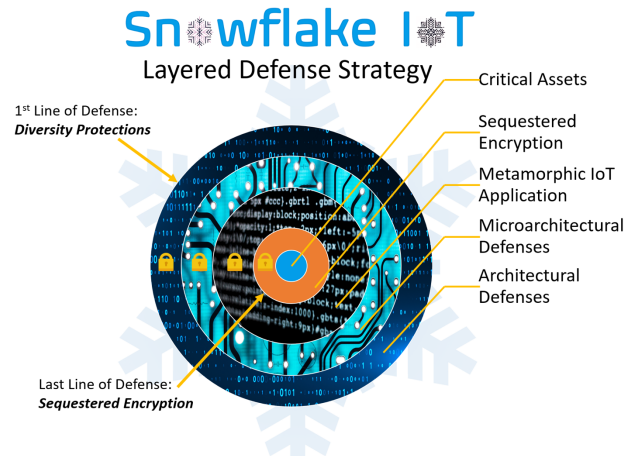 Snowflake IoT
Layered Defense Strategy
1st Line of Defense:
Diversity Protections
Critical Assets
Sequestered
Encryption
Metamorphic IoT
Application
Microarchitectural
Defenses
Architectural
Defenses
Last Line of Defense:
Sequestered Encryption